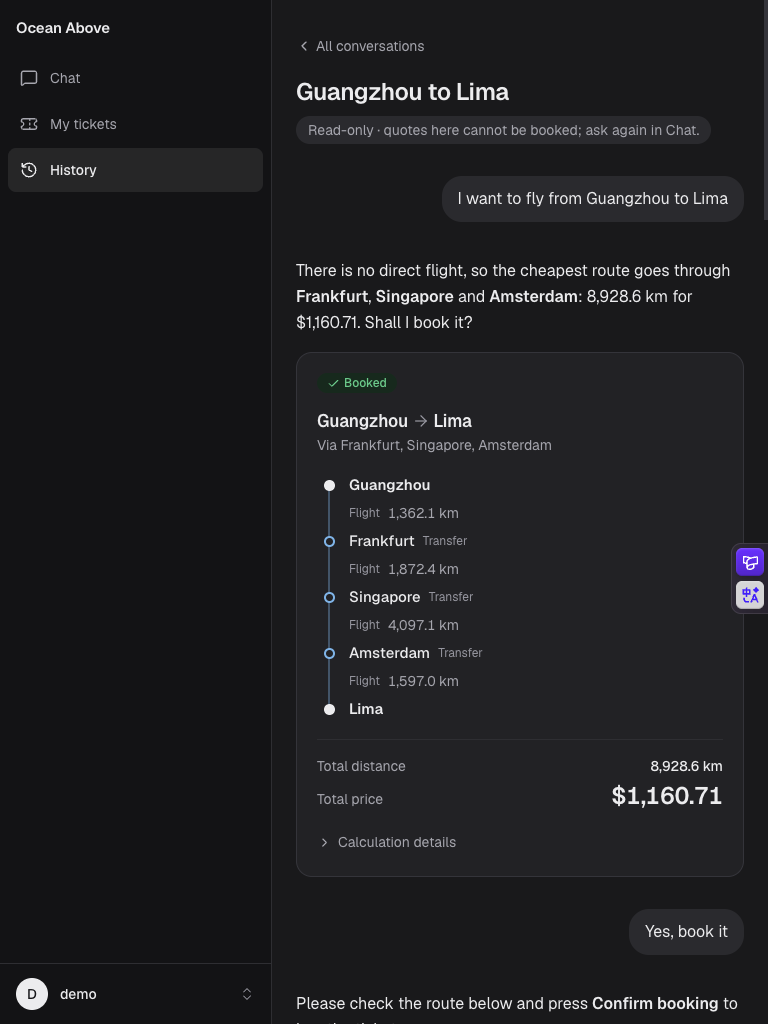 Ocean Above
Chat
My tickets
History
D
demo
All conversations
Guangzhou to Lima
Read-only · quotes here cannot be booked; ask again in Chat.
I want to fly from Guangzhou to Lima
There is no direct flight, so the cheapest route goes through
Frankfurt, Singapore and Amsterdam: 8,928.6 km for
$1,160.71. Shall I book it?
Booked
Guangzhou → Lima
Via Frankfurt, Singapore, Amsterdam
Guangzhou
Flight 1,362.1 km
Frankfurt Transfer
Flight 1,872.4 km
Singapore Transfer
Flight 4,097.1 km
Amsterdam Transfer
Flight 1,597.0 km
Lima
Total distance 8,928.6 km
Total price $1,160.71
Calculation details
Yes, book it
Please check the route below and press Confirm booking to